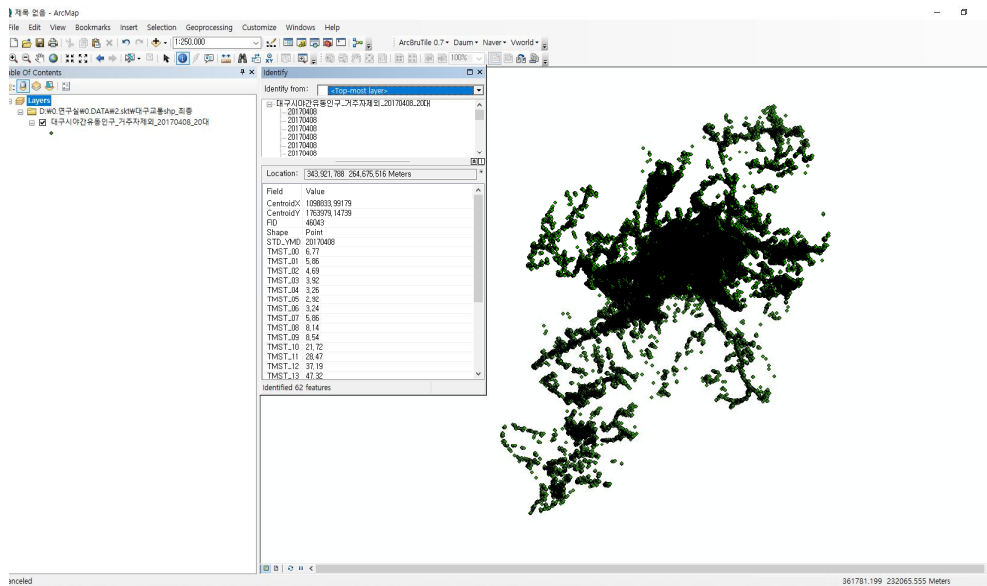 제목 없음 - ArcMap
File Edit View Bookmarks Insert Selection Geoprocessing Customize Windows Help
1:250,000
ArcBruTile 0.7 Daum Naver Vworld
100%
able Of Contents
Layers
D:₩0.연구실₩0.DATA₩2.skt₩대구교통shp_최종
대구시야간유동인구_거주자제외_20170408_20대
Identify
Identify from: <Top-most layer>
대구시야간유동인구_거주자제외_20170408_20대
20170408
20170408
20170408
20170408
20170408
20170408
Location: 343,921,788 264,675,516 Meters
Field Value
CentroidX 1098833,99179
CentroidY 1763979,14739
FID 46043
Shape Point
STD_YMD 20170408
TMST_00 6,77
TMST_01 5,86
TMST_02 4,69
TMST_03 3,92
TMST_04 3,26
TMST_05 2,92
TMST_06 3,24
TMST_07 5,86
TMST_08 8,14
TMST_09 8,54
TMST_10 21,72
TMST_11 28,47
TMST_12 37,19
TMST_13 47,32
Identified 62 features
anceled
361781.199 232065.555 Meters